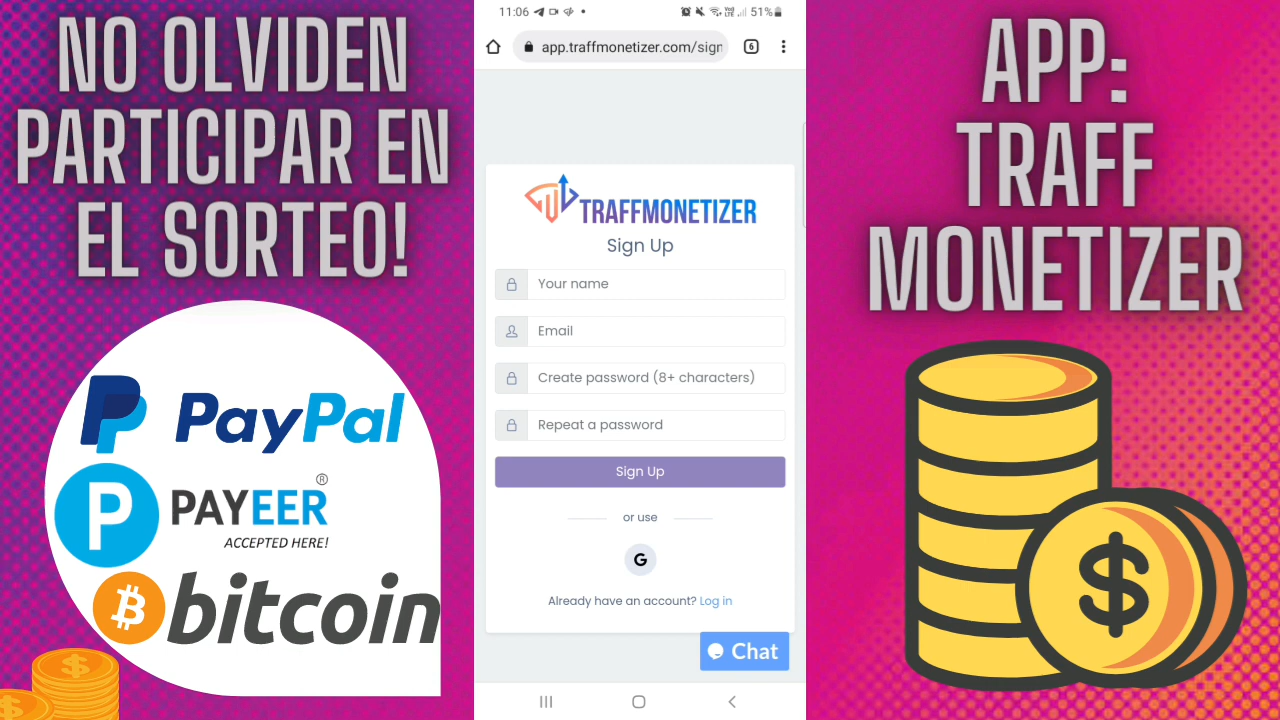 NO OLVIDEN
PARTICIPAR EN
EL SORTEO!
PayPal
P PAYEER®
ACCEPTED HERE!
bitcoin
11:06
51%
app.traffmonetizer.com/sign
6
TRAFFMONETIZER
Sign Up
Your name
Email
Create password (8+ characters)
Repeat a password
Sign Up
or use
G
Already have an account? Log in
Chat
APP:
TRAFF
MONETIZER
$